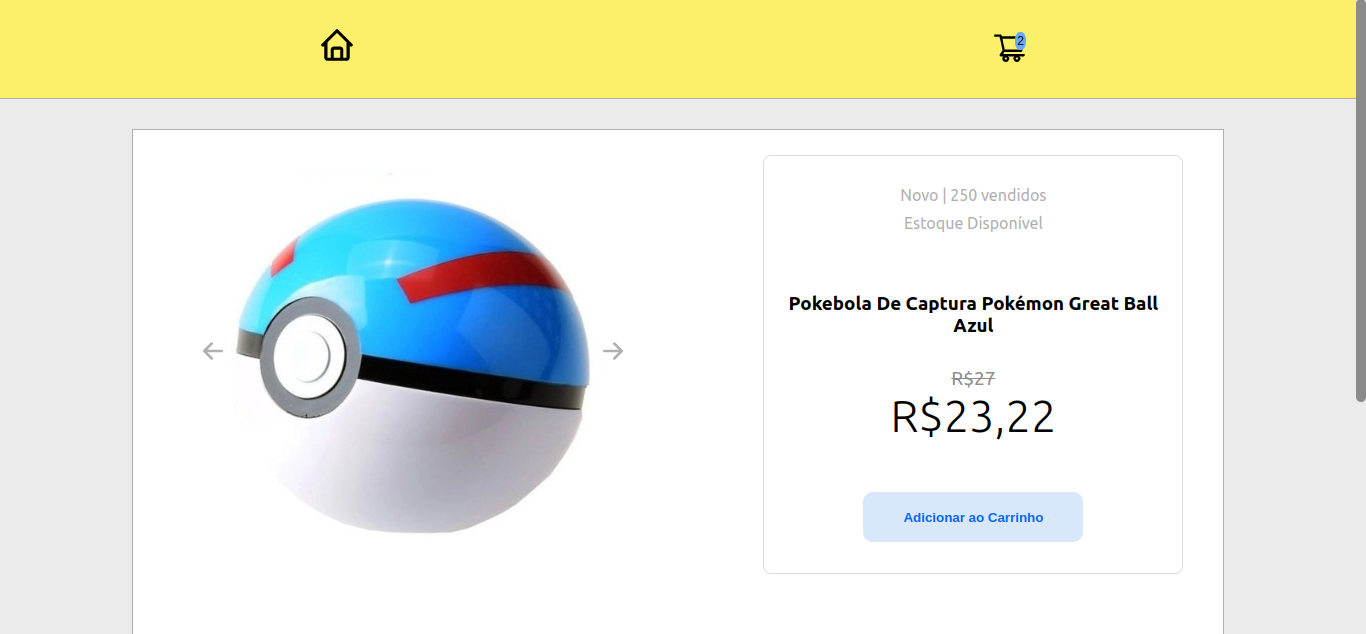 2
Novo | 250 vendidos
Estoque Disponível
Pokebola De Captura Pokémon Great Ball
Azul
R$27
R$23,22
Adicionar ao Carrinho